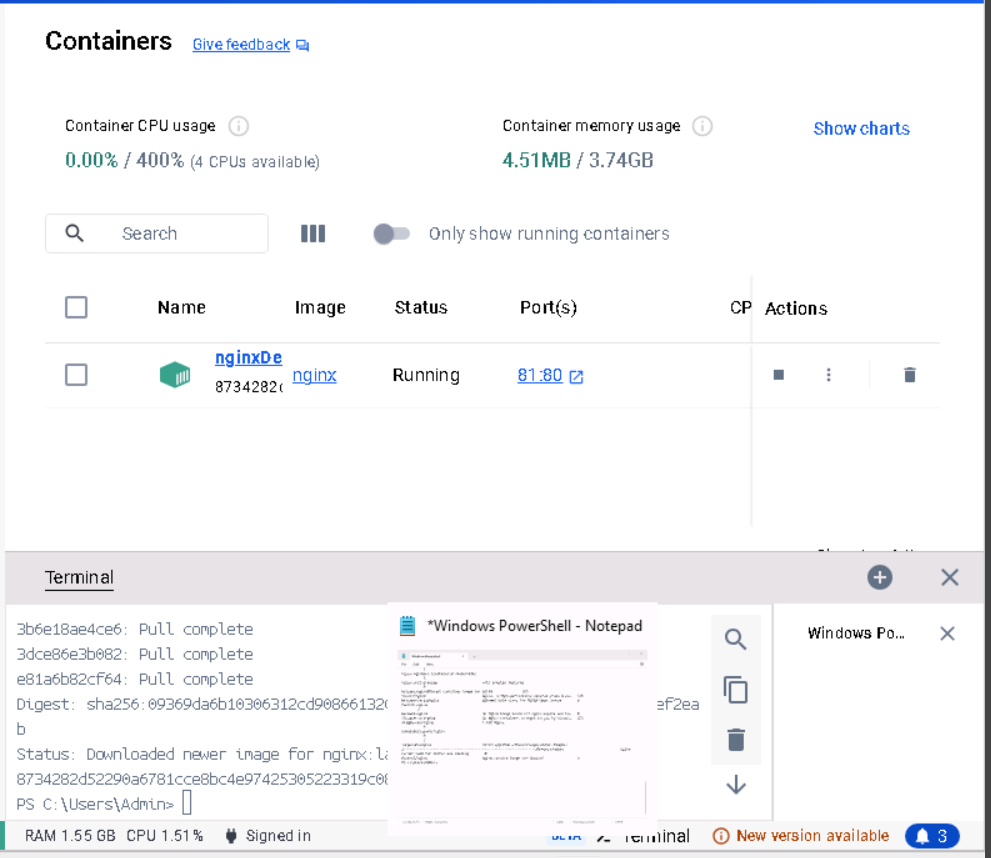 Containers Give feedback
Container CPU usage
Container memory usage
Show charts
0.00% / 400% (4 CPUs available)
4.51MB / 3.74GB
Search
Only show running containers
Name Image Status Port(s) CP Actions
nginxDe
8734282
nginx
Running
81:80
Terminal
3b6e18ae4ce6: Pull complete
3dce86e3b082: Pull complete
e81a6b82cf64: Pull complete
Digest: sha256:09369da6b10306312cd90866132 ef2ea
b
Status: Downloaded newer image for nginx:la
8734282d52290a6781cce8bc4e97425305223319c08
PS C:\Users\Admin>
*Windows PowerShell - Notepad
Windows Po...
RAM 1.55 GB CPU 1.51% Signed in
BETA
Terminal
New version available
3